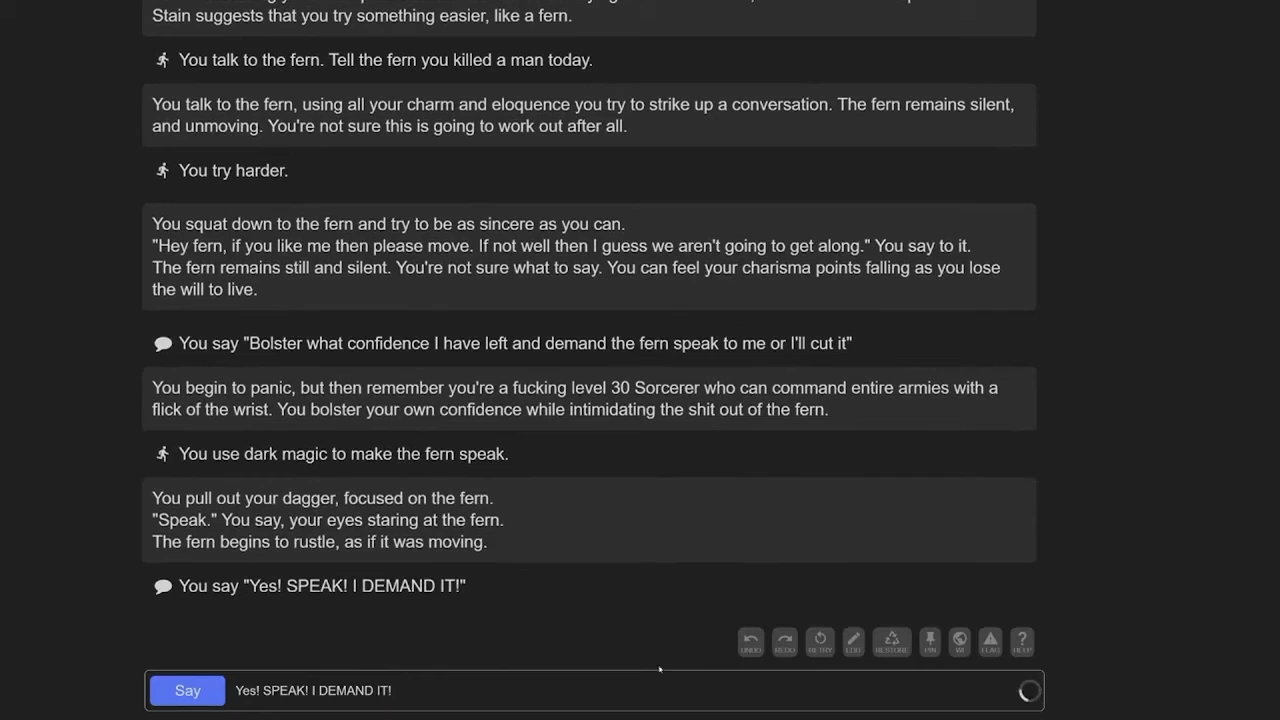 Stain suggests that you try something easier, like a fern.
You talk to the fern. Tell the fern you killed a man today.
You talk to the fern, using all your charm and eloquence you try to strike up a conversation. The fern remains silent,
and unmoving. You're not sure this is going to work out after all.
You try harder.
You squat down to the fern and try to be as sincere as you can.
"Hey fern, if you like me then please move. If not well then I guess we aren't going to get along." You say to it.
The fern remains still and silent. You're not sure what to say. You can feel your charisma points falling as you lose
the will to live.
You say "Bolster what confidence I have left and demand the fern speak to me or I'll cut it"
You begin to panic, but then remember you're a fucking level 30 Sorcerer who can command entire armies with a
flick of the wrist. You bolster your own confidence while intimidating the shit out of the fern.
You use dark magic to make the fern speak.
You pull out your dagger, focused on the fern.
"Speak." You say, your eyes staring at the fern.
The fern begins to rustle, as if it was moving.
You say "Yes! SPEAK! I DEMAND IT!"
UNDO REDO RETRY EDIT RESTORE PIN WI FLAG HELP
Say Yes! SPEAK! I DEMAND IT!